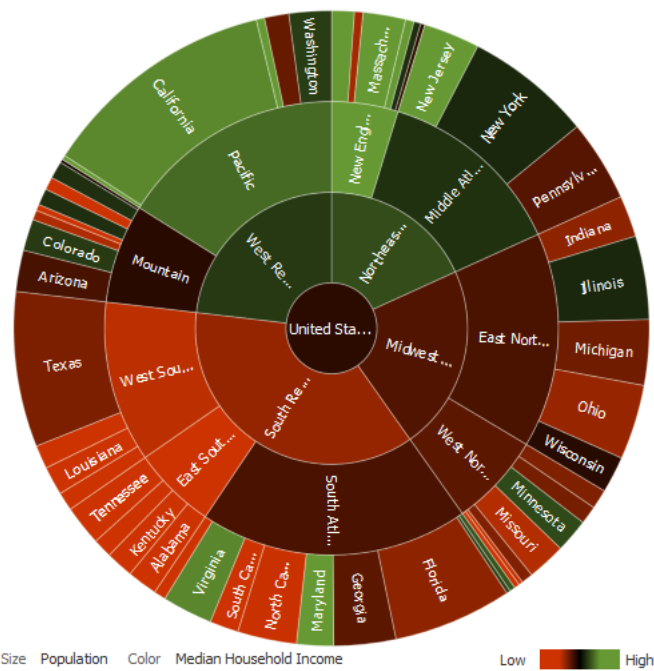 United Sta...
Northeas...
New Eng...
Massach...
Middle Atl...
New Jersey
New York
Pennsylv...
Midwest ...
East Nort...
Indiana
Illinois
Michigan
Ohio
Wisconsin
West Nor...
Minnesota
Missouri
South Re...
South Atl...
Florida
Georgia
Maryland
North Ca...
South Ca...
Virginia
East Sout...
Alabama
Kentucky
Tennessee
West Sou...
Louisiana
Texas
West Re...
Mountain
Arizona
Colorado
Pacific
California
Washington
Size Population Color Median Household Income Low High